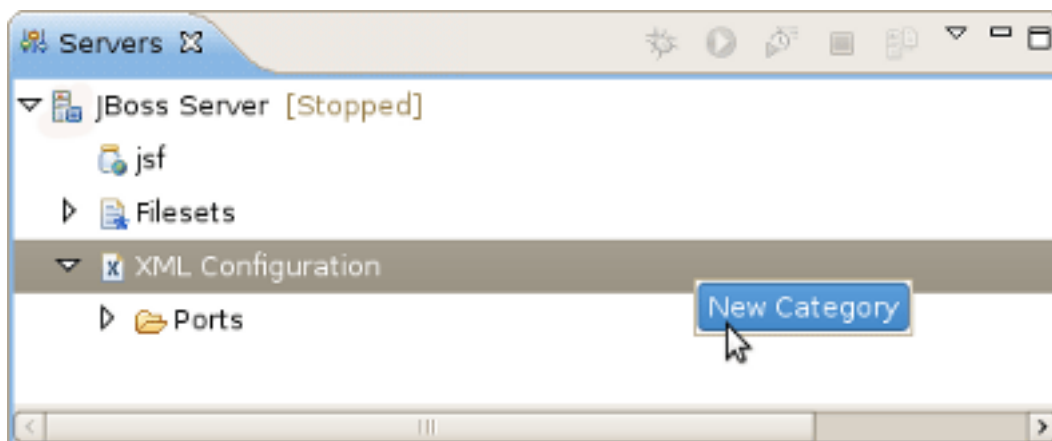 Servers
JBoss Server [Stopped]
jsf
Filesets
XML Configuration
New Category
Ports